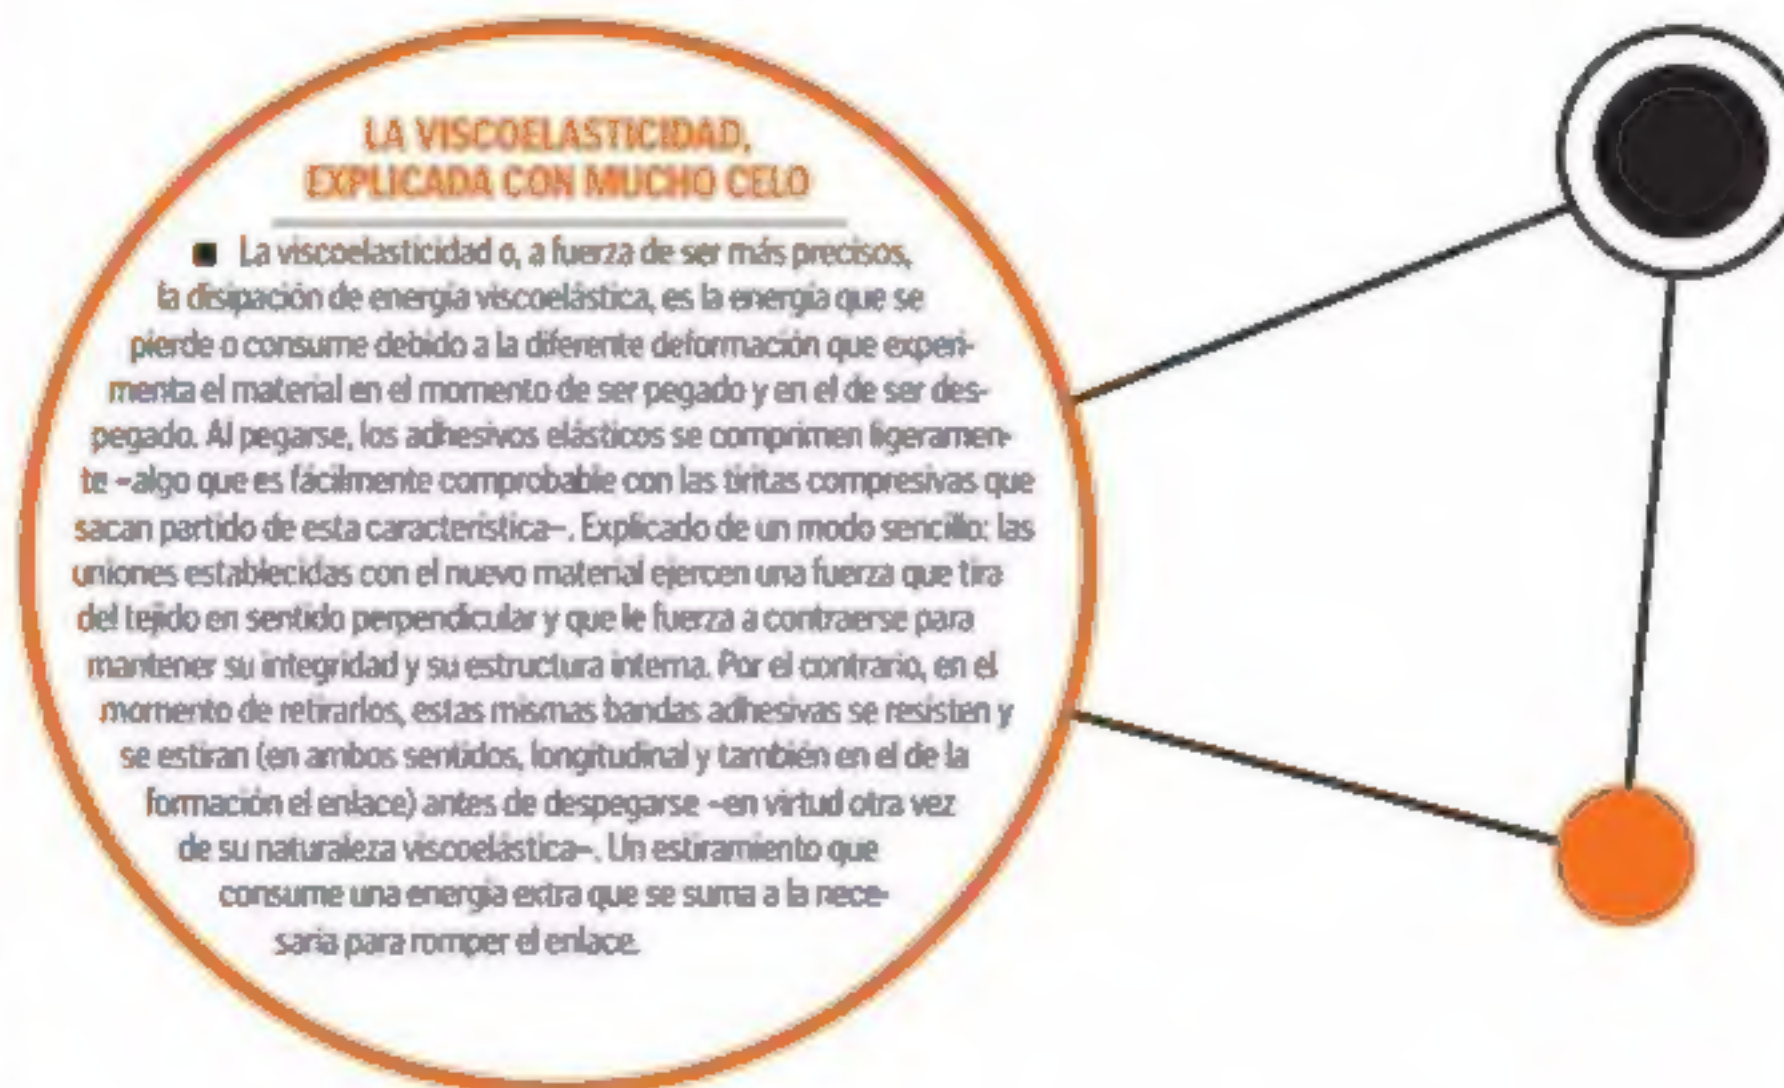 LA VISCOELASTICIDAD,
EXPLICADA CON MUCHO CELO
■ La viscoelasticidad o, a fuerza de ser más precisos,
la disipación de energía viscoelástica, es la energía que se
pierde o consume debido a la diferente deformación que experi-
menta el material en el momento de ser pegado y en el de ser des-
pegado. Al pegarse, los adhesivos elásticos se comprimen ligeramen-
te –algo que es fácilmente comprobable con las tiritas compresivas que
sacan partido de esta característica–. Explicado de un modo sencillo: las
uniones establecidas con el nuevo material ejercen una fuerza que tira
del tejido en sentido perpendicular y que le fuerza a contraerse para
mantener su integridad y su estructura interna. Por el contrario, en el
momento de retirarlos, estas mismas bandas adhesivas se resisten y
se estiran (en ambos sentidos, longitudinal y también en el de la
formación el enlace) antes de despegarse –en virtud otra vez
de su naturaleza viscoelástica–. Un estiramiento que
consume una energía extra que se suma a la nece-
saria para romper el enlace.